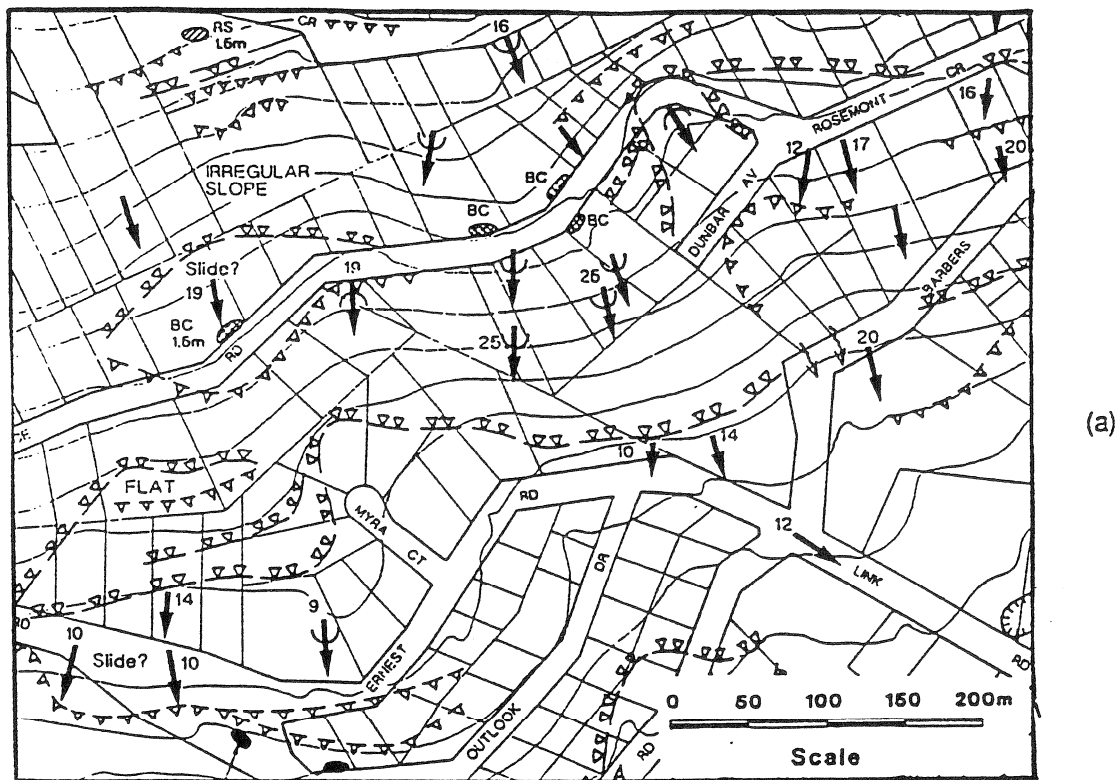 RS
1.5m
CR
16
CR
16
ROSEMONT
12
17
20
IRREGULAR
SLOPE
BC
AV
BC
BC
DUNBAR
Slide?
19
19
25
BARBERS
BC
1.5m
RD
25
20
(a)
14
10
FLAT
RD
MYRA
CT
12
DR
LINK
14
9
RD
10
Slide?
10
ERNEST
RD
0 50 100 150 200m
OUTLOOK
RD
Scale